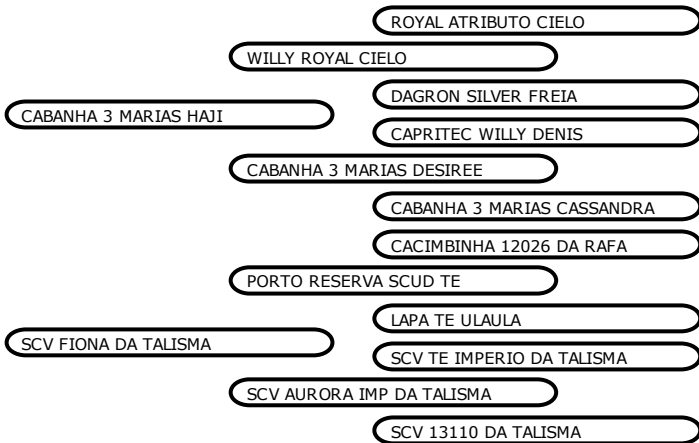 ROYAL ATRIBUTO CIELO
WILLY ROYAL CIELO
DAGRON SILVER FREIA
CABANHA 3 MARIAS HAJI
CAPRITEC WILLY DENIS
CABANHA 3 MARIAS DESIREE
CABANHA 3 MARIAS CASSANDRA
CACIMBINHA 12026 DA RAFA
PORTO RESERVA SCUD TE
LAPA TE ULAULA
SCV FIONA DA TALISMA
SCV TE IMPERIO DA TALISMA
SCV AURORA IMP DA TALISMA
SCV 13110 DA TALISMA